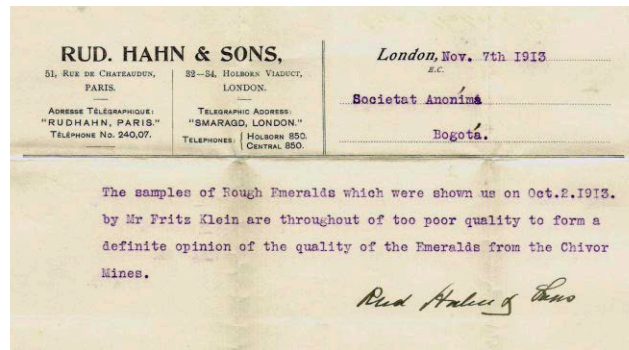 RUD. HAHN & SONS,
51, RUE DE CHATEAUDUN,
PARIS.
ADRESSE TÉLÉGRAPHIQUE:
"RUDHAHN, PARIS."
TÉLÉPHONE No. 240,07.
32—34, HOLBORN VIADUCT,
LONDON.
TELEGRAPHIC ADDRESS:
"SMARAGD, LONDON."
TELEPHONES: { HOLBORN 850.
CENTRAL 850.
London, Nov. 7th 1913
E.C.
Societat Anoníma
Bogotá.
The samples of Rough Emeralds which were shown us on Oct.2.1913.
by Mr Fritz Klein are throughout of too poor quality to form a
definite opinion of the quality of the Emeralds from the Chivor
Mines.
Rud Hahn & Sons